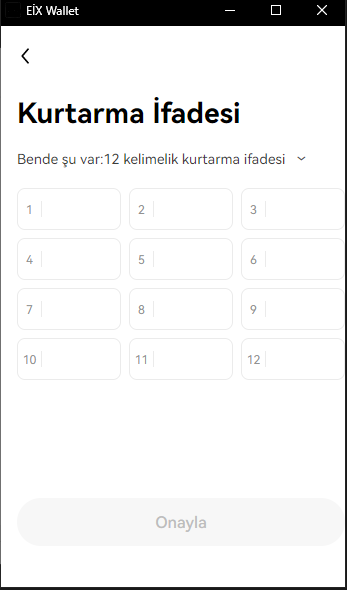 EİX Wallet
Kurtarma İfadesi
Bende şu var:12 kelimelik kurtarma ifadesi
1 2 3
4 5 6
7 8 9
10 11 12
Onayla